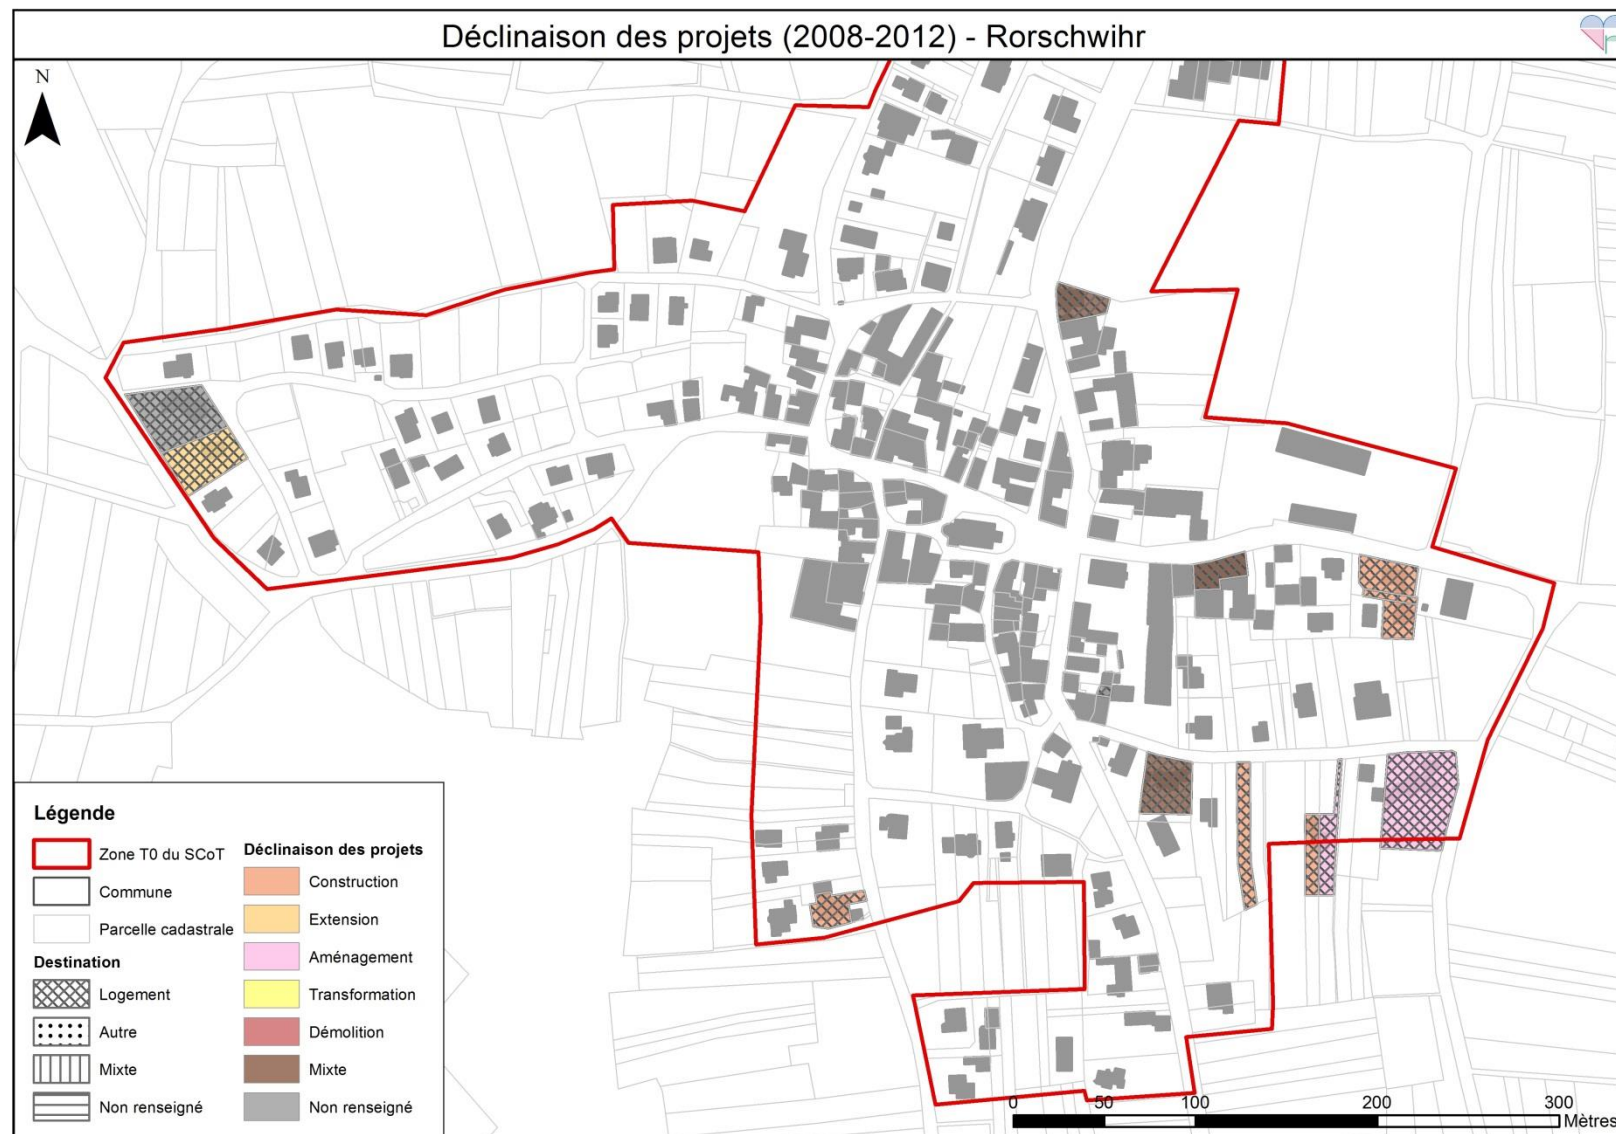 Déclinaison des projets (2008-2012) - Rorschwihr
N
Légende
Zone T0 du SCoT
Commune
Parcelle cadastrale
Destination
Logement
Autre
Mixte
Non renseigné
Déclinaison des projets
Construction
Extension
Aménagement
Transformation
Démolition
Mixte
Non renseigné
0 50 100 200 300
Mètres